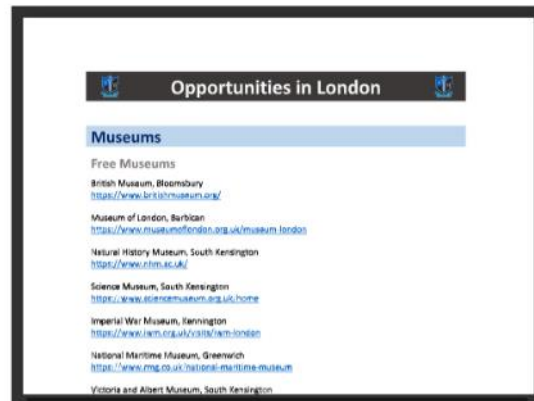 Opportunities in London
Museums
Free Museums
British Museum, Bloomsbury
https://www.britishmuseum.org/
Museum of London, Barbican
https://www.museumoflondon.org.uk/museum-london
Natural History Museum, South Kensington
https://www.nhm.ac.uk/
Science Museum, South Kensington
https://www.sciencemuseum.org.uk/home
Imperial War Museum, Kennington
https://www.iwm.org.uk/visits/iwm-london
National Maritime Museum, Greenwich
https://www.rmg.co.uk/national-maritime-museum
Victoria and Albert Museum, South Kensington